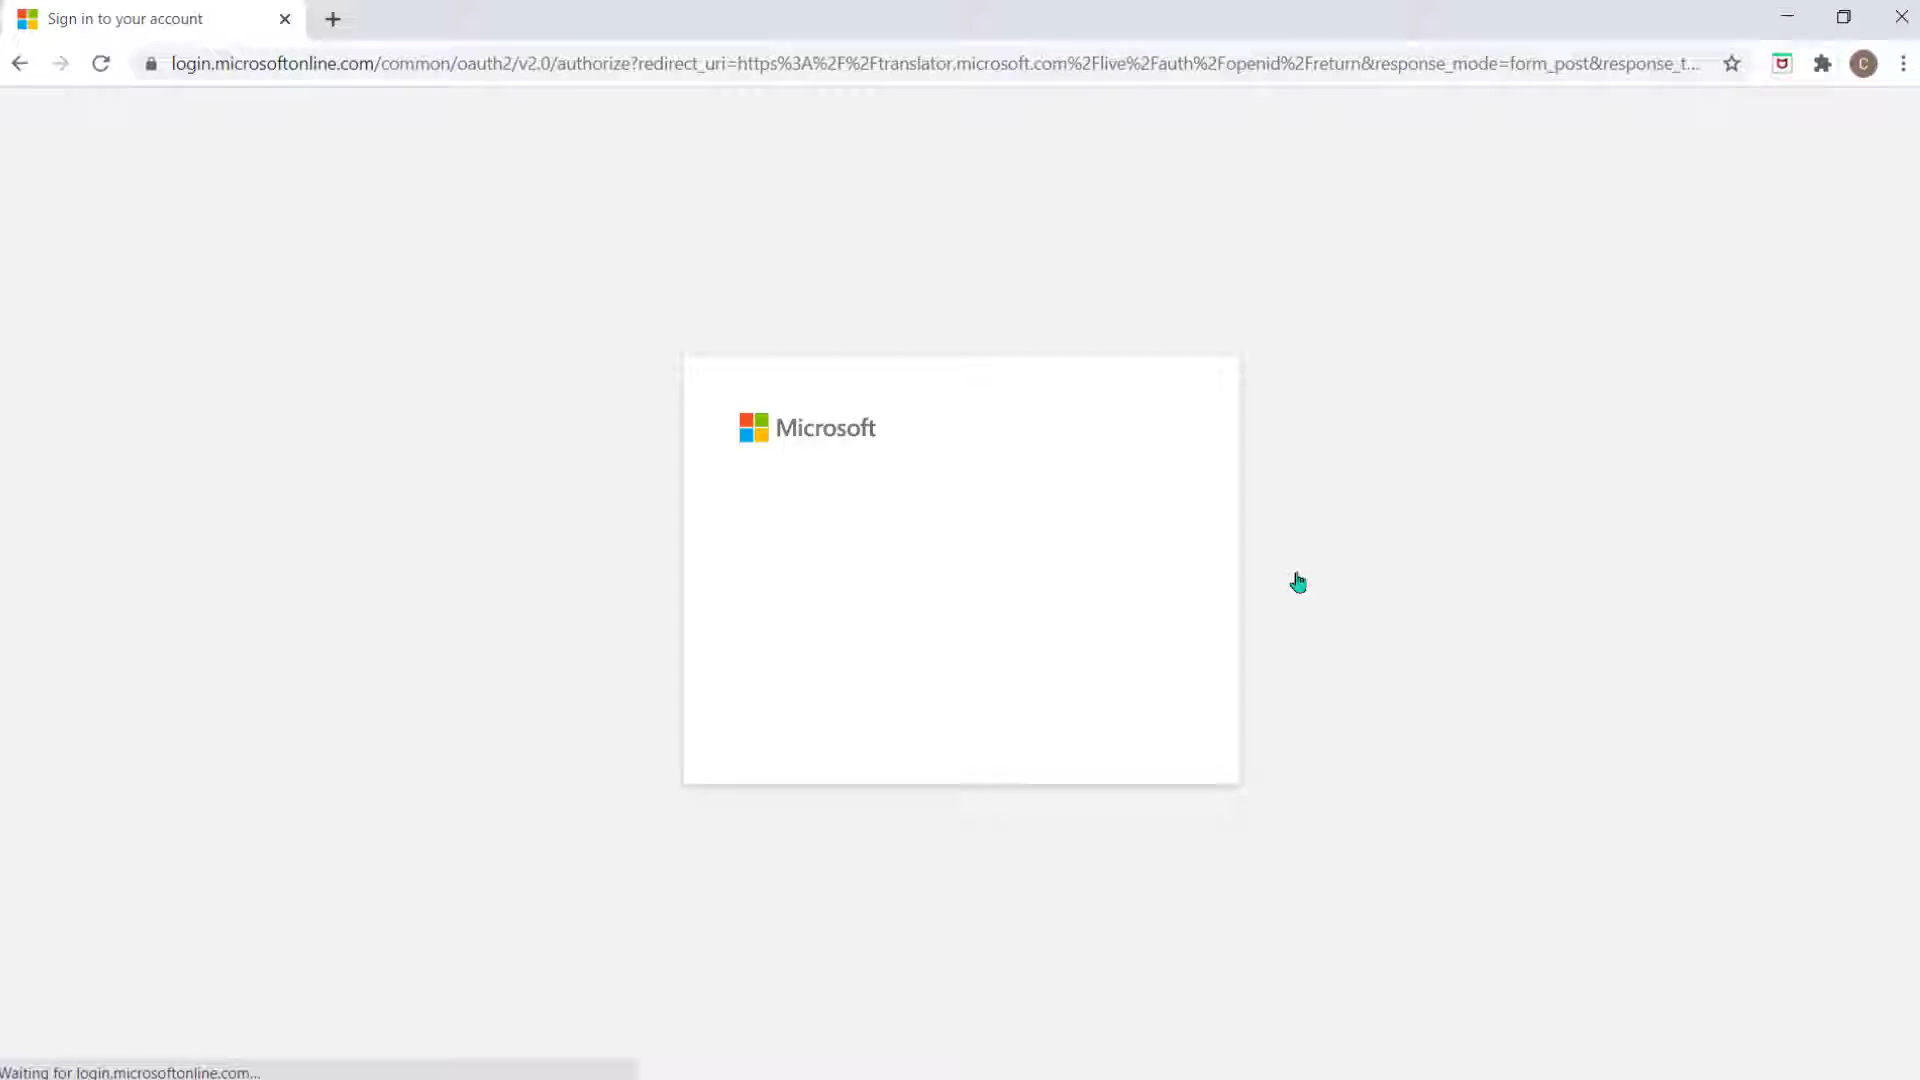 Sign in to your account
login.microsoftonline.com/common/oauth2/v2.0/authorize?redirect_uri=https%3A%2F%2Ftranslator.microsoft.com%2Flive%2Fauth%2Fopenid%2Freturn&response_mode=form_post&response_t...
C
Microsoft
Waiting for login.microsoftonline.com...